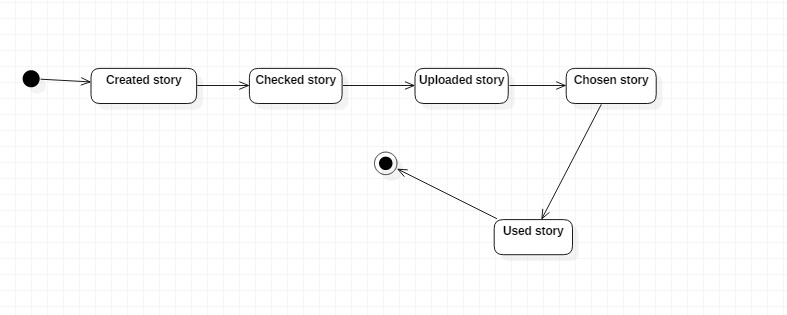 Created story
Checked story
Uploaded story
Chosen story
Used story